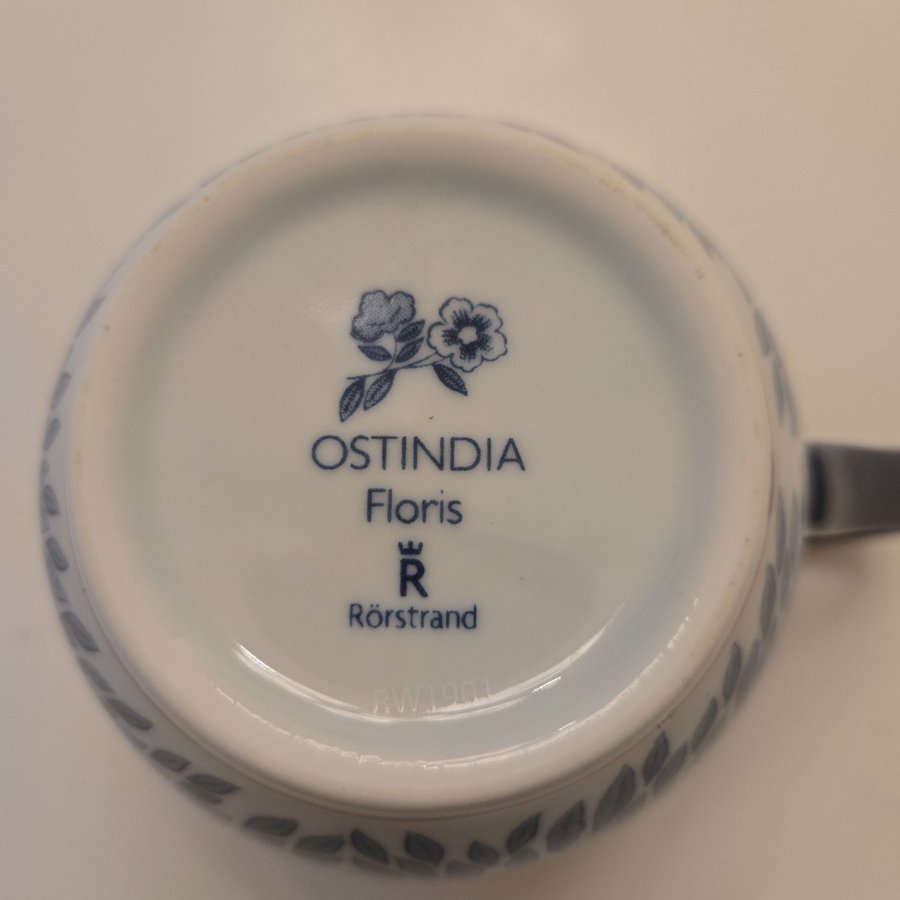 OSTINDIA
Floris
R
Rörstrand
RW1901